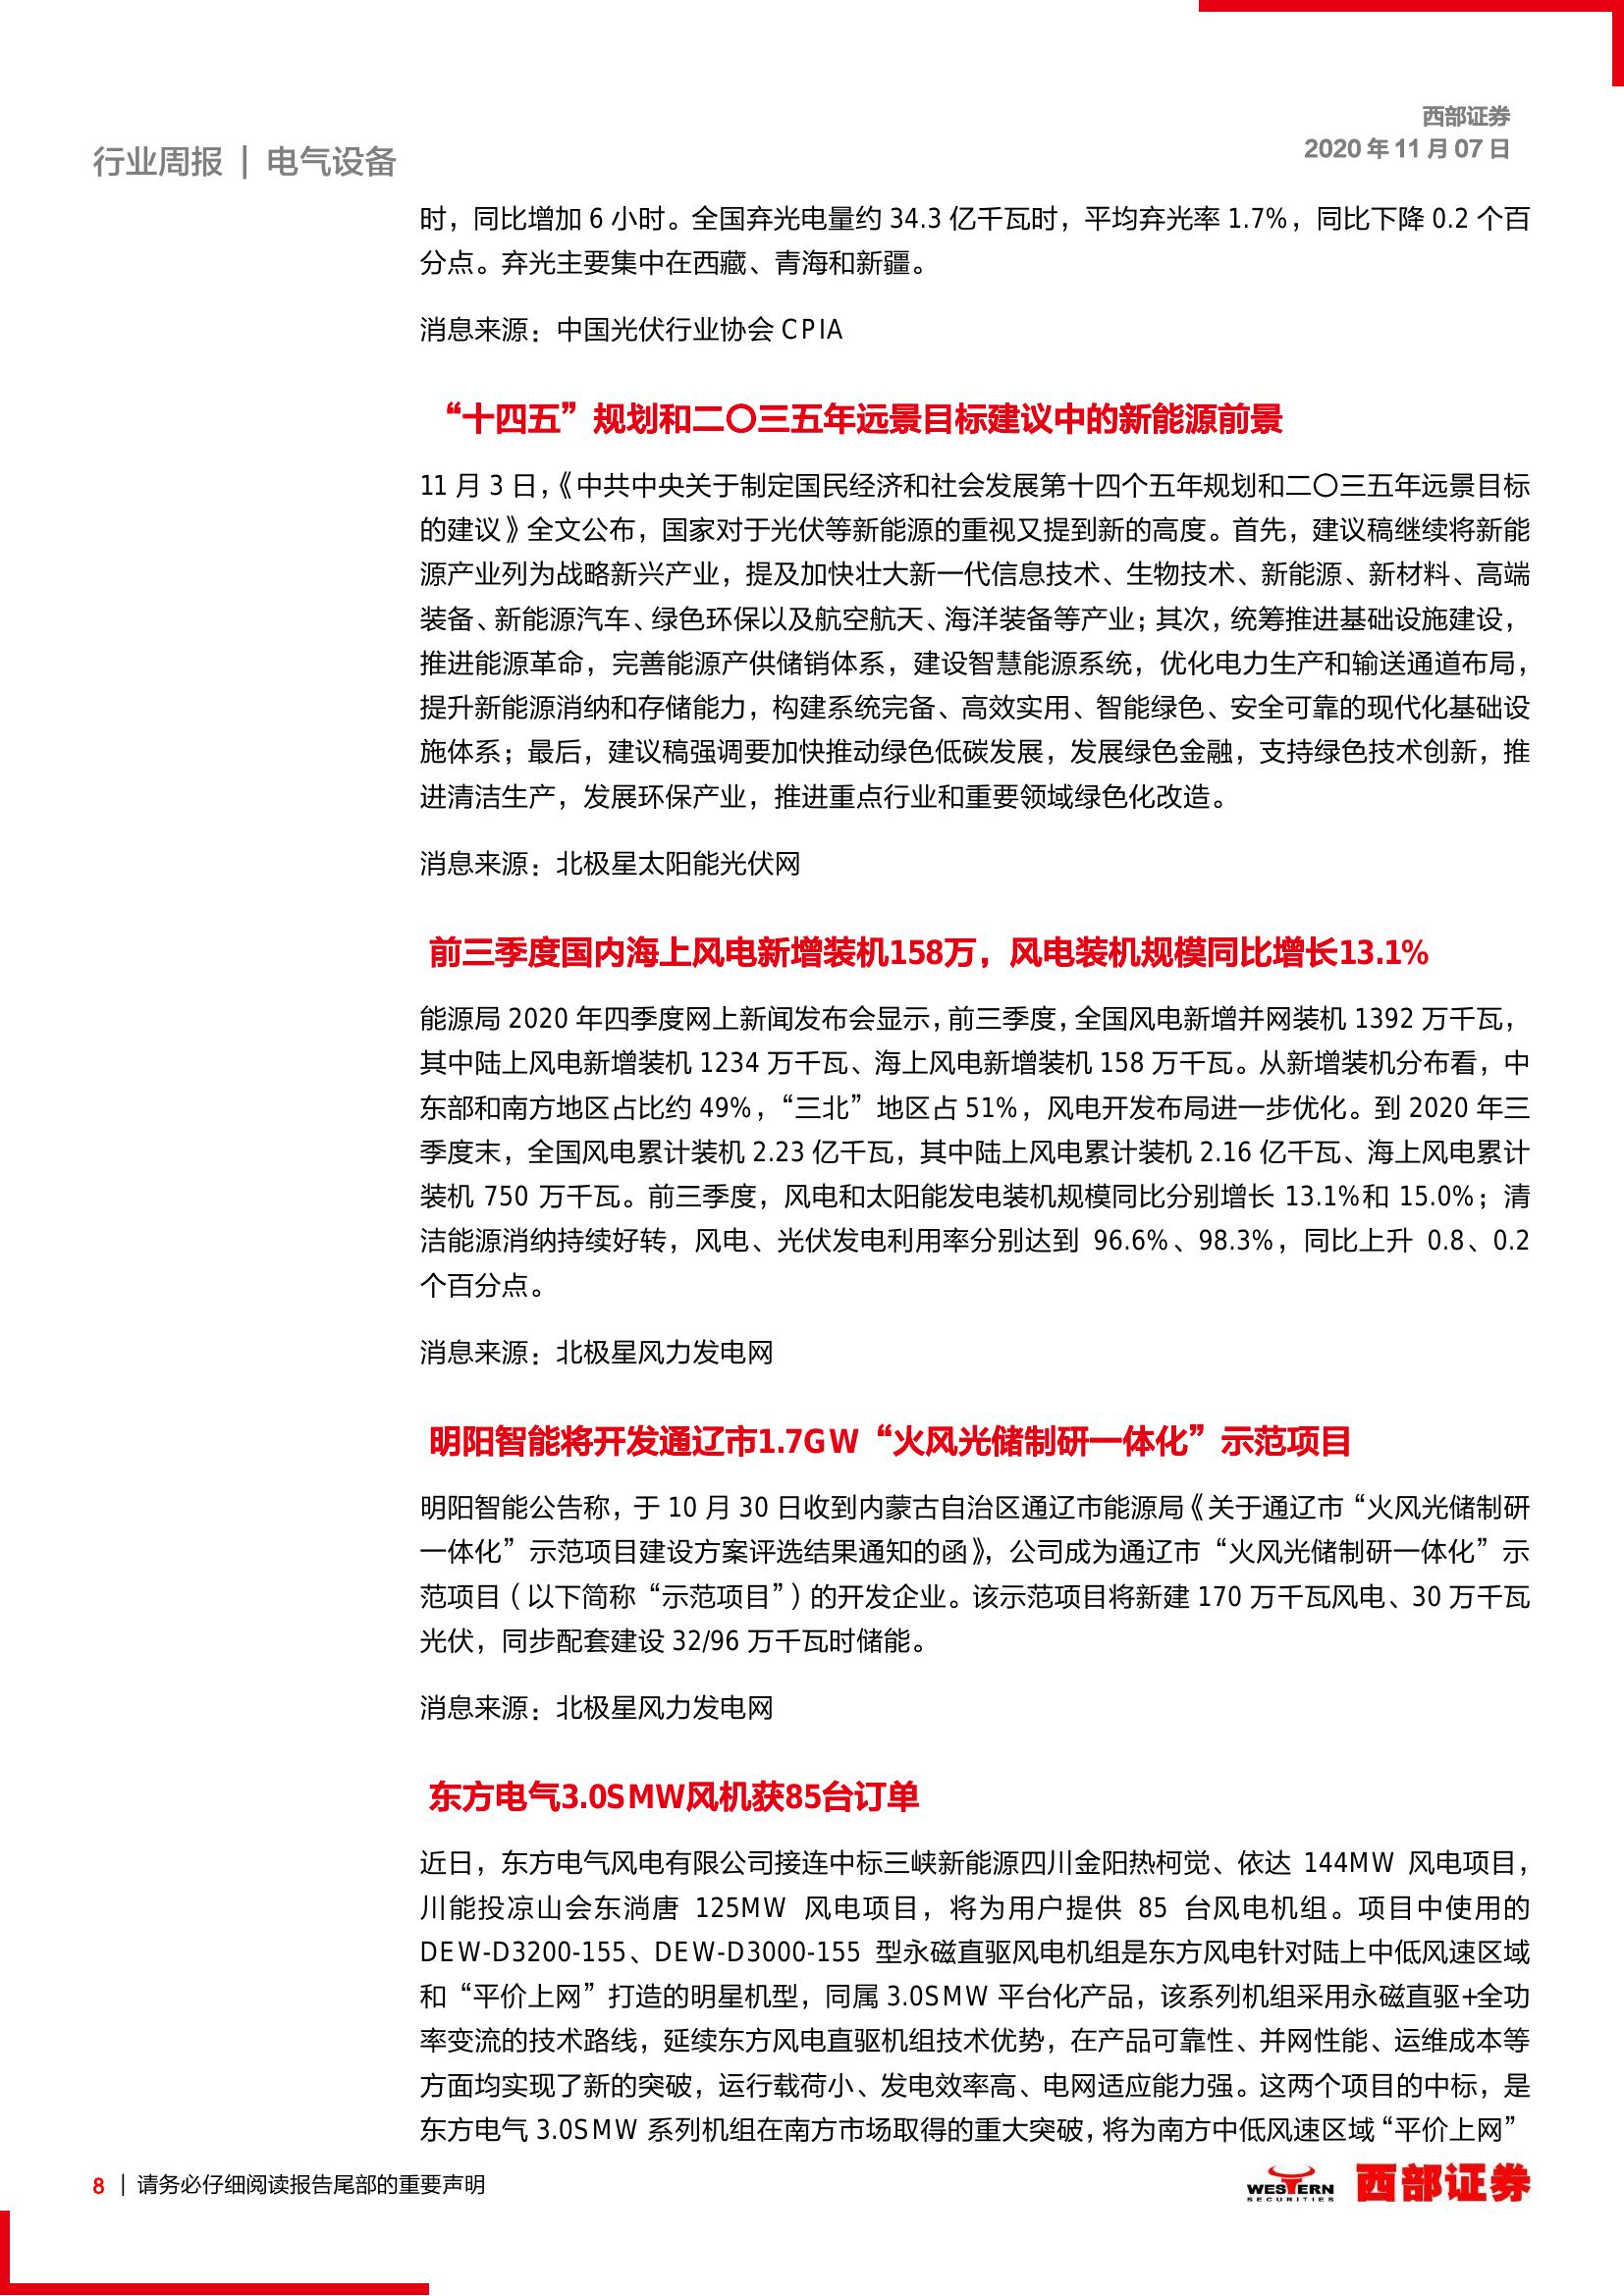 西部证券
2020 年 11 月 07 日
行业周报 | 电气设备
时，同比增加 6 小时。全国弃光电量约 34.3 亿千瓦时，平均弃光率 1.7%，同比下降 0.2 个百
分点。弃光主要集中在西藏、青海和新疆。
消息来源：中国光伏行业协会 CPIA
“十四五”规划和二〇三五年远景目标建议中的新能源前景
11 月 3 日，《中共中央关于制定国民经济和社会发展第十四个五年规划和二〇三五年远景目标
的建议》全文公布，国家对于光伏等新能源的重视又提到新的高度。首先，建议稿继续将新能
源产业列为战略新兴产业，提及加快壮大新一代信息技术、生物技术、新能源、新材料、高端
装备、新能源汽车、绿色环保以及航空航天、海洋装备等产业；其次，统筹推进基础设施建设，
推进能源革命，完善能源产供储销体系，建设智慧能源系统，优化电力生产和输送通道布局，
提升新能源消纳和存储能力，构建系统完备、高效实用、智能绿色、安全可靠的现代化基础设
施体系；最后，建议稿强调要加快推动绿色低碳发展，发展绿色金融，支持绿色技术创新，推
进清洁生产，发展环保产业，推进重点行业和重要领域绿色化改造。
消息来源：北极星太阳能光伏网
前三季度国内海上风电新增装机158万，风电装机规模同比增长13.1%
能源局 2020 年四季度网上新闻发布会显示，前三季度，全国风电新增并网装机 1392 万千瓦，
其中陆上风电新增装机 1234 万千瓦、海上风电新增装机 158 万千瓦。从新增装机分布看，中
东部和南方地区占比约 49%，“三北”地区占 51%，风电开发布局进一步优化。到 2020 年三
季度末，全国风电累计装机 2.23 亿千瓦，其中陆上风电累计装机 2.16 亿千瓦、海上风电累计
装机 750 万千瓦。前三季度，风电和太阳能发电装机规模同比分别增长 13.1%和 15.0%；清
洁能源消纳持续好转，风电、光伏发电利用率分别达到 96.6%、98.3%，同比上升 0.8、0.2
个百分点。
消息来源：北极星风力发电网
明阳智能将开发通辽市1.7GW“火风光储制研一体化”示范项目
明阳智能公告称，于 10 月 30 日收到内蒙古自治区通辽市能源局《关于通辽市“火风光储制研
一体化”示范项目建设方案评选结果通知的函》，公司成为通辽市“火风光储制研一体化”示
范项目（以下简称“示范项目”）的开发企业。该示范项目将新建 170 万千瓦风电、30 万千瓦
光伏，同步配套建设 32/96 万千瓦时储能。
消息来源：北极星风力发电网
东方电气3.0SMW风机获85台订单
近日，东方电气风电有限公司接连中标三峡新能源四川金阳热柯觉、依达 144MW 风电项目，
川能投凉山会东淌唐 125MW 风电项目，将为用户提供 85 台风电机组。项目中使用的
DEW-D3200-155、DEW-D3000-155 型永磁直驱风电机组是东方风电针对陆上中低风速区域
和“平价上网”打造的明星机型，同属 3.0SMW 平台化产品，该系列机组采用永磁直驱+全功
率变流的技术路线，延续东方风电直驱机组技术优势，在产品可靠性、并网性能、运维成本等
方面均实现了新的突破，运行载荷小、发电效率高、电网适应能力强。这两个项目的中标，是
东方电气 3.0SMW 系列机组在南方市场取得的重大突破，将为南方中低风速区域“平价上网”
8 | 请务必仔细阅读报告尾部的重要声明
WESTERN
SECURITIES
西部证券